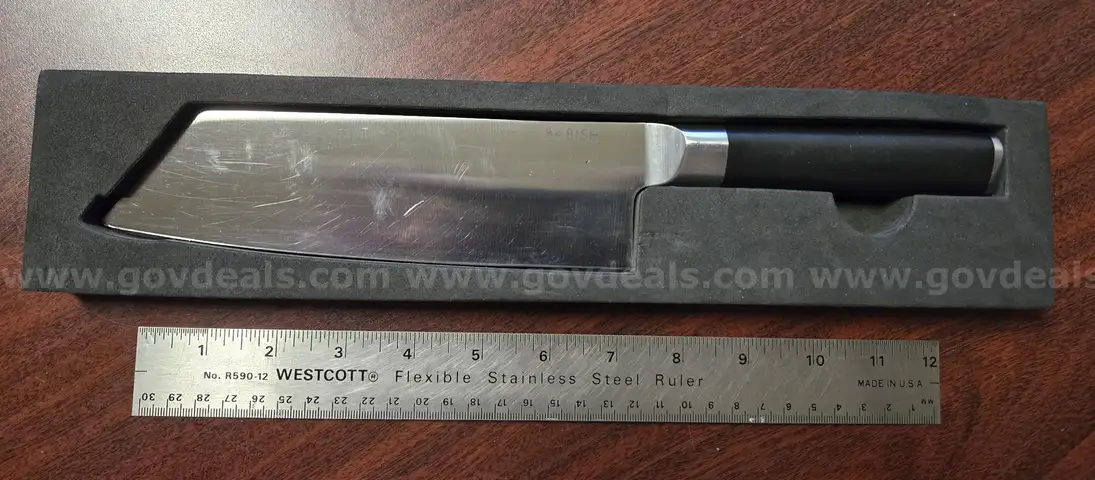 www.govdeals.com www.govdeals.com www.govdeals.com
1 2 3 4 5 6 7 8 9 10 11 12
No. R590-12 WESTCOTT® Flexible Stainless Steel Ruler MADE IN U.S.A
30 29 28 27 26 25 24 23 22 21 20 19 18 17 16 15 14 13 12 11 10 9 8 7 6 5 4 3 2 1 MM